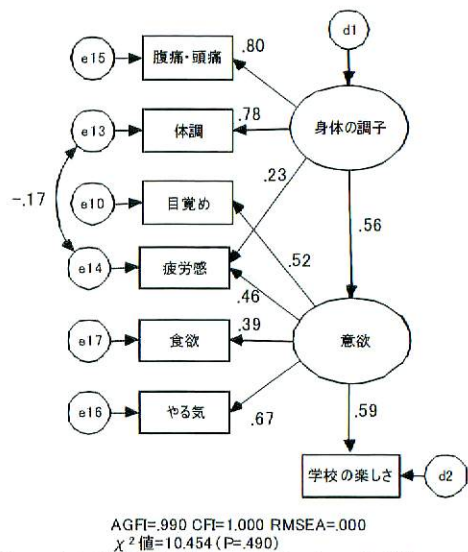 d1
e15
腹痛・頭痛
.80
e13
体調
.78
身体の調子
-.17
.23
e10
目覚め
.56
e14
疲労感
.52
.46
e17
食欲
.39
意欲
e16
やる気
.67
.59
学校の楽しさ
d2
AGFI=.990 CFI=1.000 RMSEA=.000
χ²値=10.454(P=.490)